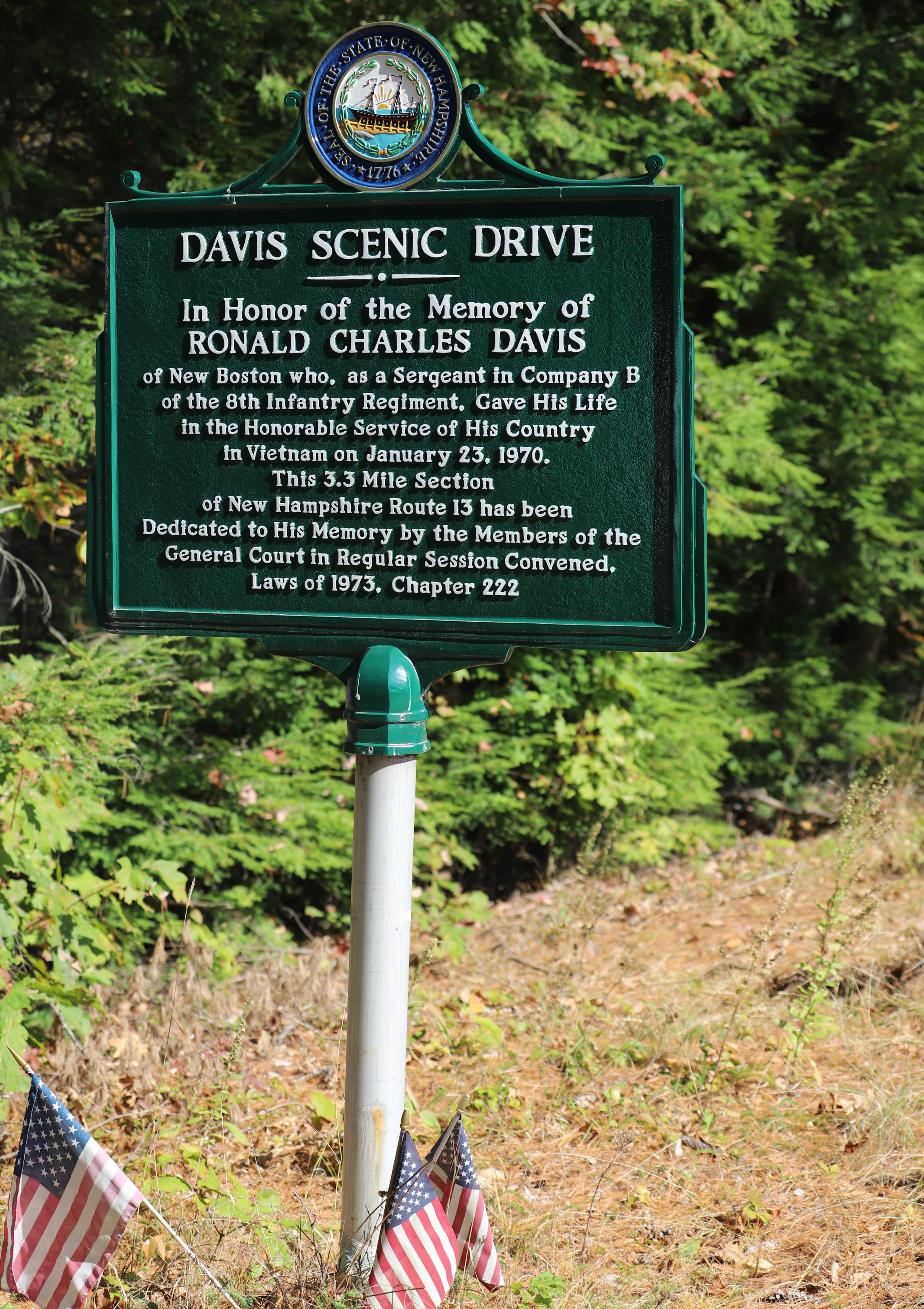 SEAL·OF·THE·STATE·OF·NEW HAMPSHIRE·
★1776★
DAVIS SCENIC DRIVE
In Honor of the Memory of
RONALD CHARLES DAVIS
of New Boston who, as a Sergeant in Company B
of the 8th Infantry Regiment, Gave His Life
in the Honorable Service of His Country
in Vietnam on January 23, 1970.
This 3.3 Mile Section
of New Hampshire Route 13 has been
Dedicated to His Memory by the Members of the
General Court in Regular Session Convened,
Laws of 1973, Chapter 222